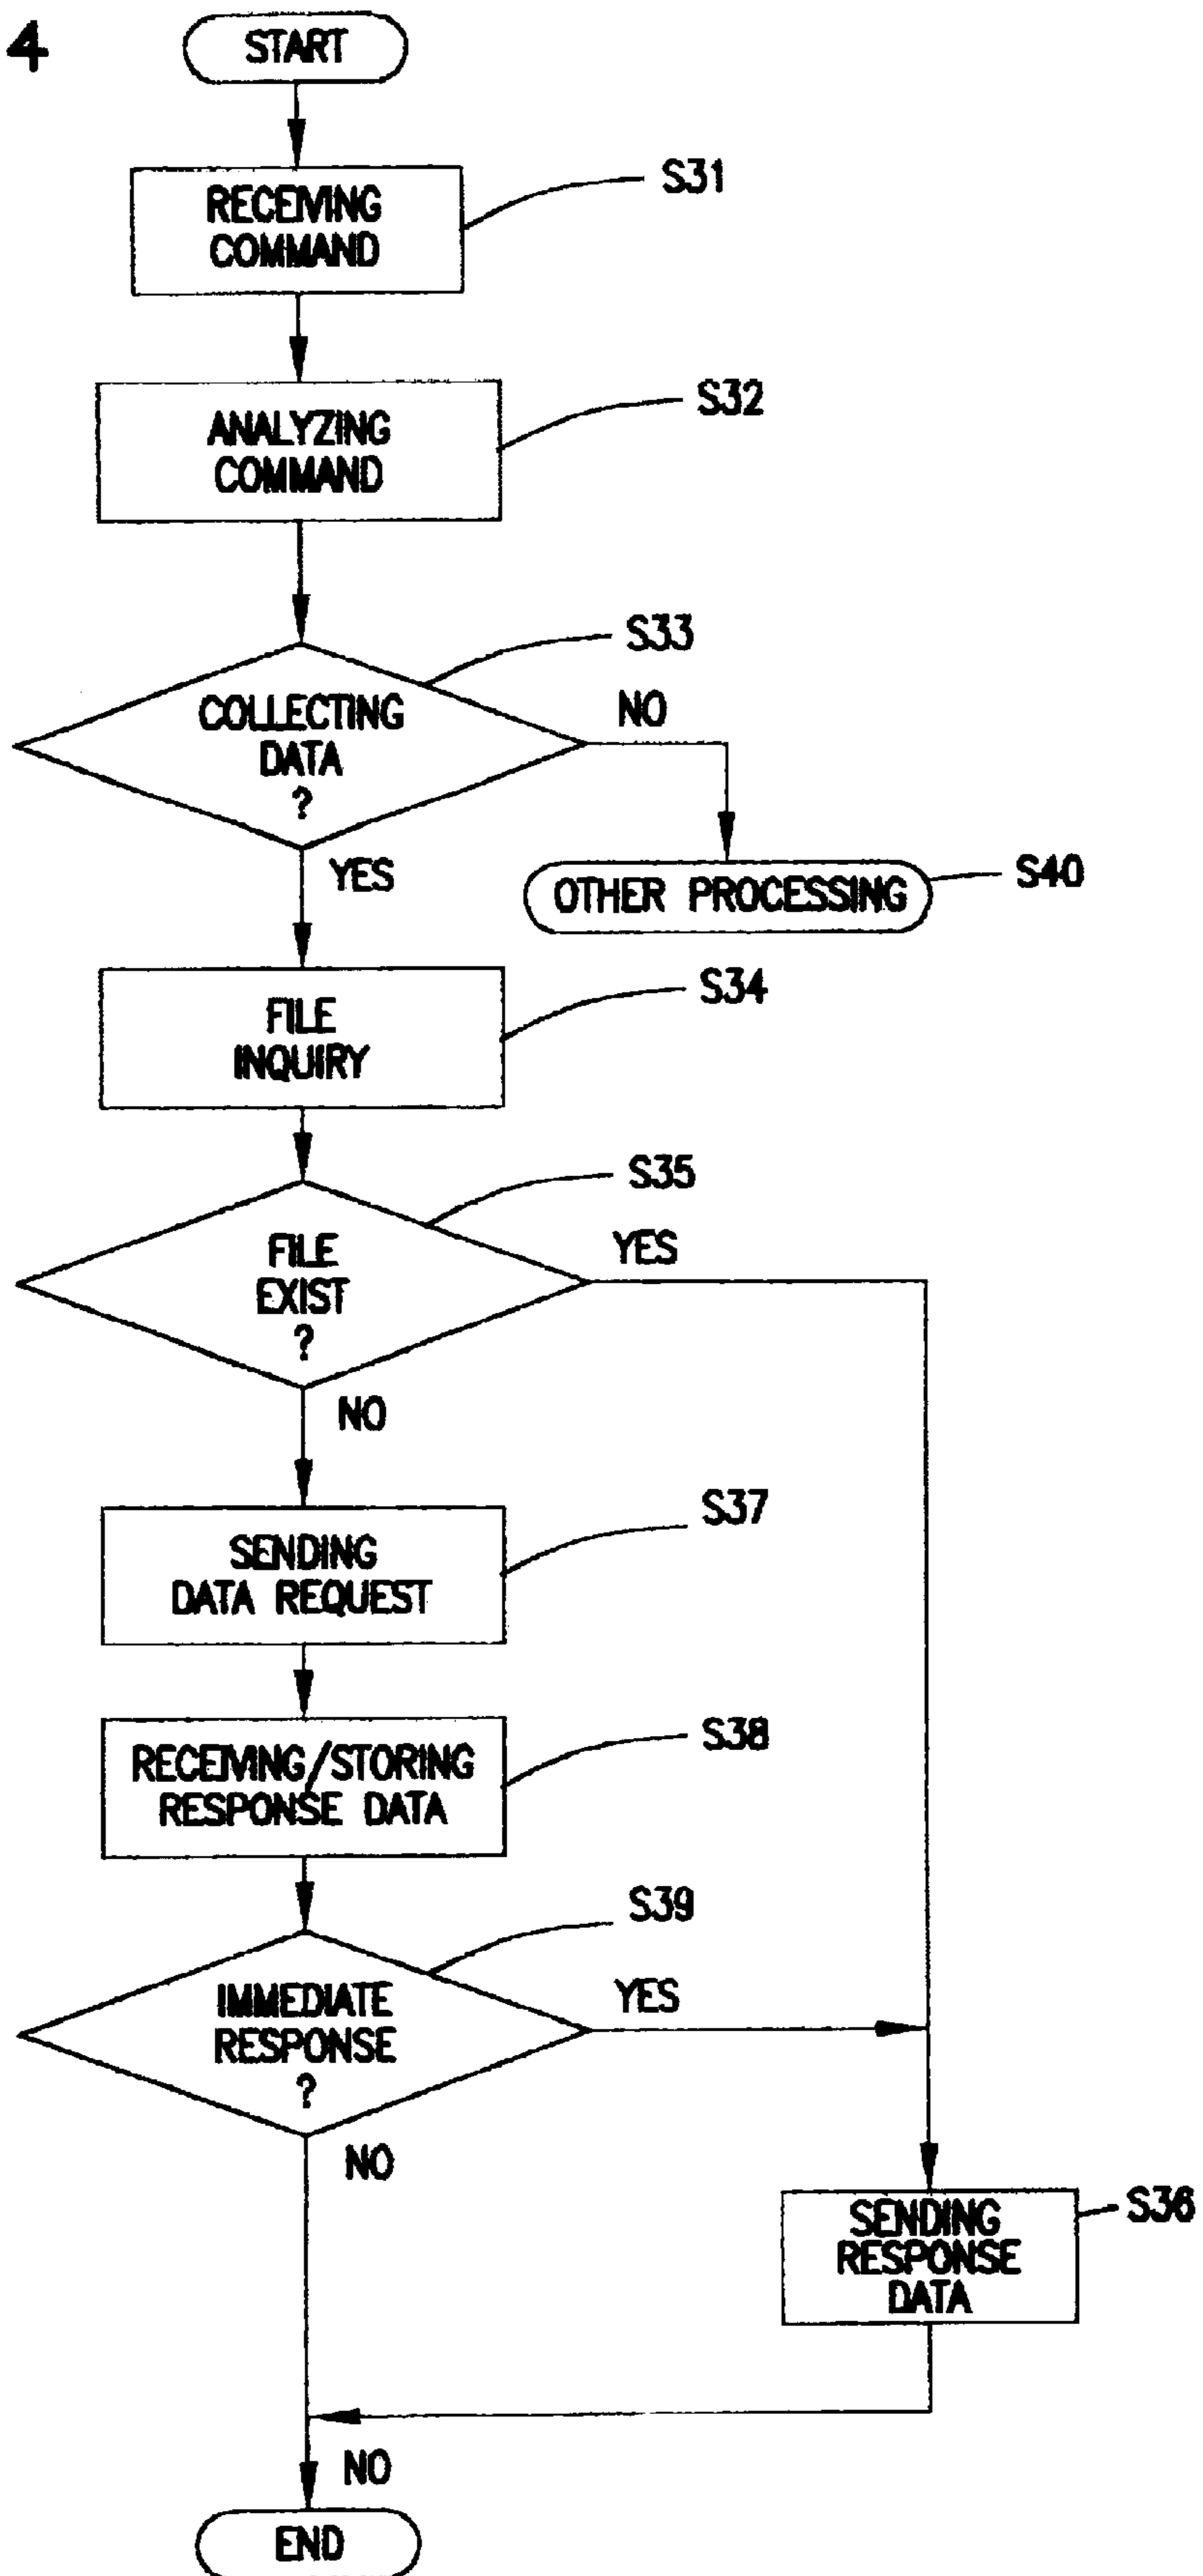 4
START
RECEIVING
COMMAND
S31
ANALYZING
COMMAND
S32
S33
COLLECTING
DATA
?
NO
YES
OTHER PROCESSING
S40
FILE
INQUIRY
S34
S35
FILE
EXIST
?
YES
NO
SENDING
DATA REQUEST
S37
RECEIVING/STORING
RESPONSE DATA
S38
S39
IMMEDIATE
RESPONSE
?
YES
NO
SENDING
RESPONSE
DATA
S36
NO
END